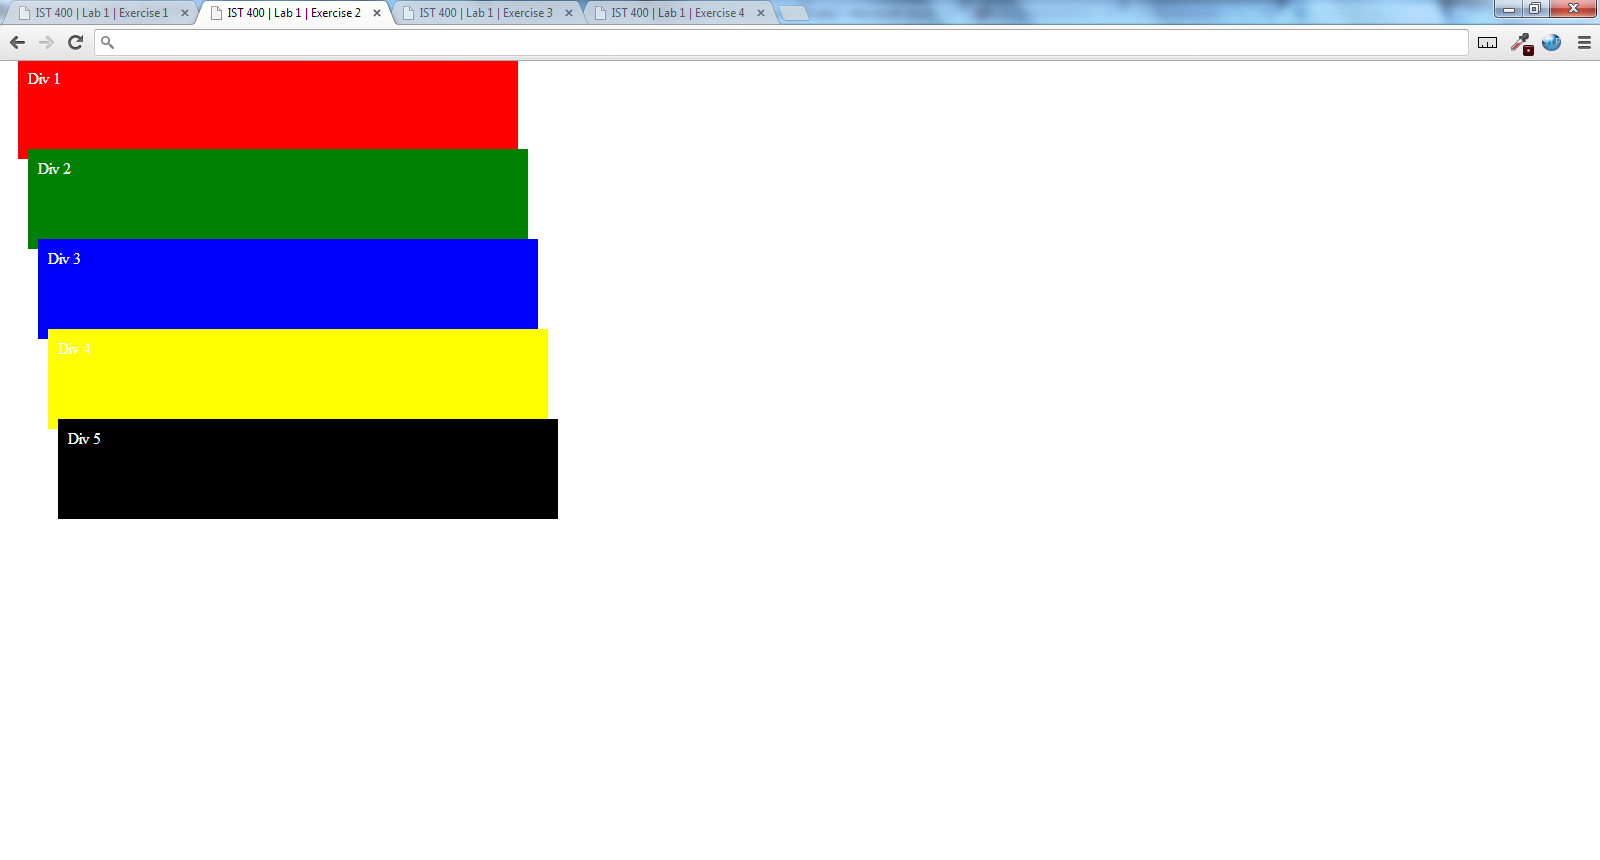 IST 400 | Lab 1 | Exercise 1
IST 400 | Lab 1 | Exercise 2
IST 400 | Lab 1 | Exercise 3
IST 400 | Lab 1 | Exercise 4
Div 1
Div 2
Div 3
Div 4
Div 5